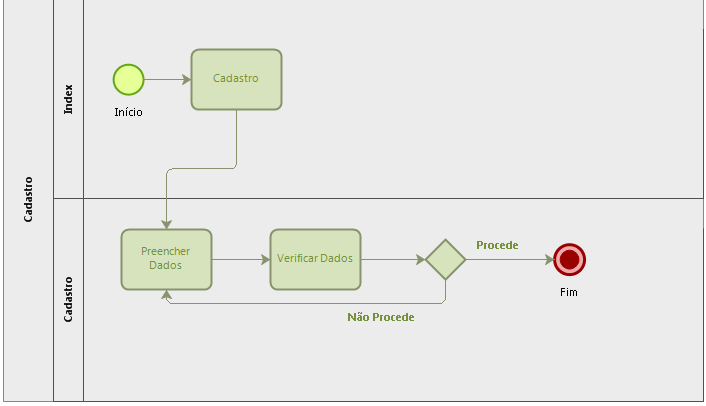 Cadastro
Index
Início
Cadastro
Cadastro
Preencher
Dados
Verificar Dados
Procede
Fim
Não Procede